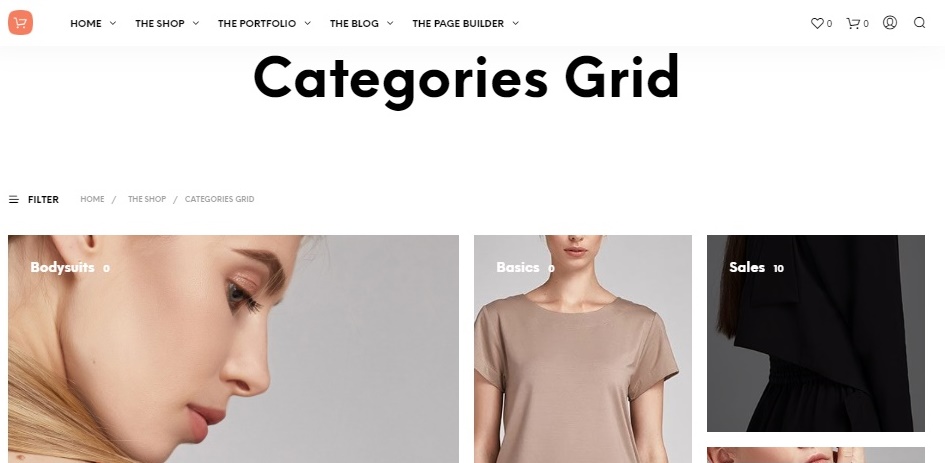 HOME THE SHOP THE PORTFOLIO THE BLOG THE PAGE BUILDER 0 0
Categories Grid
FILTER HOME / THE SHOP / CATEGORIES GRID
Bodysuits 0 Basics 0 Sales 10